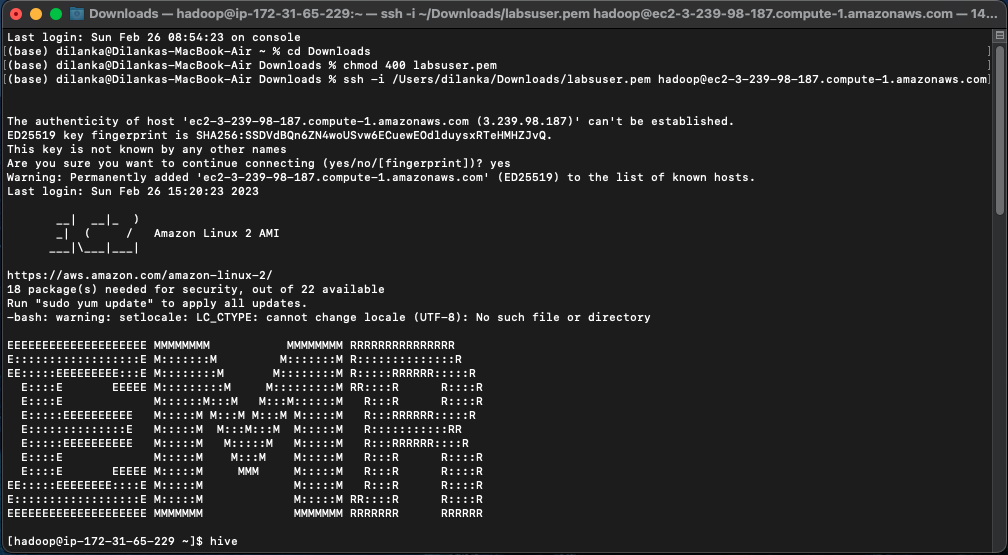 Downloads — hadoop@ip-172-31-65-229:~ — ssh -i ~/Downloads/labsuser.pem hadoop@ec2-3-239-98-187.compute-1.amazonaws.com — 14...
Last login: Sun Feb 26 08:54:23 on console
[(base) dilanka@Dilankas-MacBook-Air ~ % cd Downloads ]
[(base) dilanka@Dilankas-MacBook-Air Downloads % chmod 400 labsuser.pem ]
[(base) dilanka@Dilankas-MacBook-Air Downloads % ssh -i /Users/dilanka/Downloads/labsuser.pem hadoop@ec2-3-239-98-187.compute-1.amazonaws.com]
The authenticity of host 'ec2-3-239-98-187.compute-1.amazonaws.com (3.239.98.187)' can't be established.
ED25519 key fingerprint is SHA256:SSDVdBQn6ZN4woUSvw6ECuewEOdlduysxRTeHMHZJvQ.
This key is not known by any other names
Are you sure you want to continue connecting (yes/no/[fingerprint])? yes
Warning: Permanently added 'ec2-3-239-98-187.compute-1.amazonaws.com' (ED25519) to the list of known hosts.
Last login: Sun Feb 26 15:20:23 2023

       __|  __|_  )
       _|  (     /   Amazon Linux 2 AMI
      ___|\___|___|

https://aws.amazon.com/amazon-linux-2/
18 package(s) needed for security, out of 22 available
Run "sudo yum update" to apply all updates.
-bash: warning: setlocale: LC_CTYPE: cannot change locale (UTF-8): No such file or directory

EEEEEEEEEEEEEEEEEEEE MMMMMMMM           MMMMMMMM RRRRRRRRRRRRRRR
E::::::::::::::::::E M:::::::M         M:::::::M R::::::::::::::R
EE:::::EEEEEEEEE:::E M::::::::M       M::::::::M R:::::RRRRRR:::::R
  E::::E       EEEEE M:::::::::M     M:::::::::M RR::::R      R::::R
  E::::E             M::::::M:::M   M:::M::::::M   R:::R      R::::R
  E:::::EEEEEEEEEE   M:::::M M:::M M:::M M:::::M   R:::RRRRRR:::::R
  E::::::::::::::E   M:::::M  M:::M:::M  M:::::M   R:::::::::::RR
  E:::::EEEEEEEEEE   M:::::M   M:::::M   M:::::M   R:::RRRRRR::::R
  E::::E             M:::::M    M:::M    M:::::M   R:::R      R::::R
  E::::E       EEEEE M:::::M     MMM     M:::::M   R:::R      R::::R
EE:::::EEEEEEEE::::E M:::::M             M:::::M   R:::R      R::::R
E::::::::::::::::::E M:::::M             M:::::M RR::::R      R::::R
EEEEEEEEEEEEEEEEEEEE MMMMMMM             MMMMMMM RRRRRRR      RRRRRR

[hadoop@ip-172-31-65-229 ~]$ hive